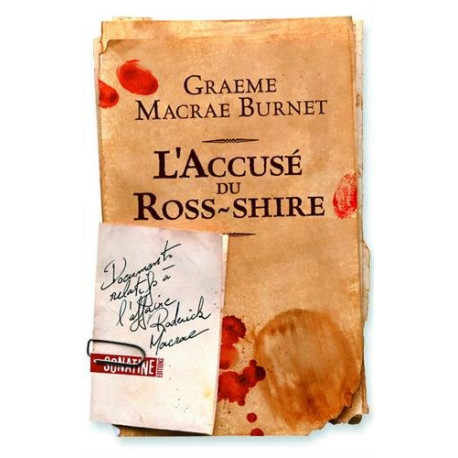 GRAEME
MACRAE BURNET
L'ACCUSÉ
DU
ROSS~SHIRE
Documents
relatifs à
l'affaire
Roderick
Macrae
SONATINE
ÉDITIONS